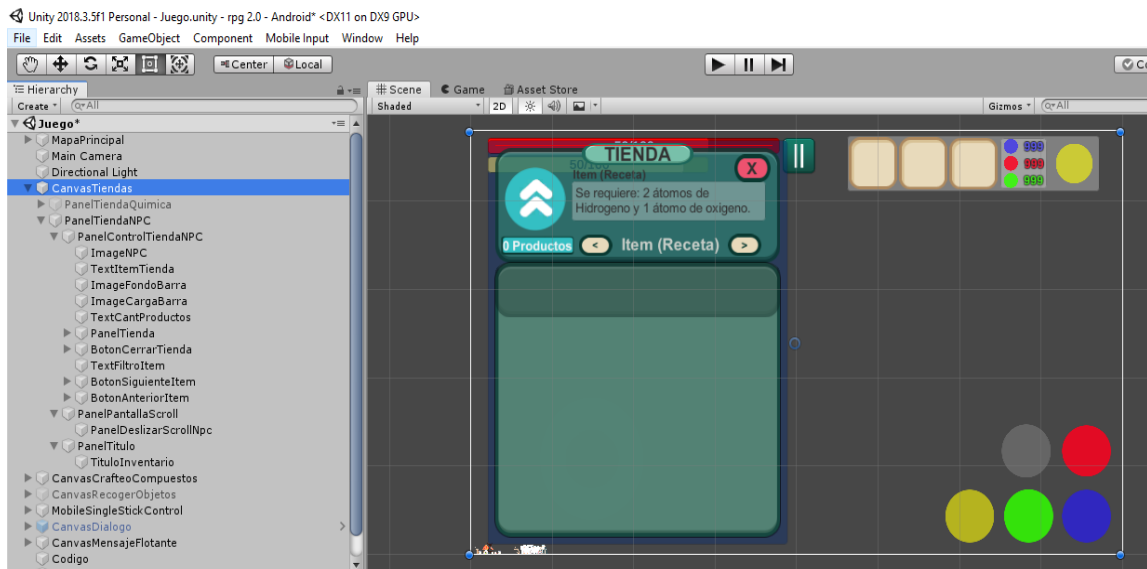 Unity 2018.3.5f1 Personal - Juego.unity - rpg 2.0 - Android* <DX11 on DX9 GPU>
File Edit Assets GameObject Component Mobile Input Window Help
Center Local
Hierarchy
Create All
Juego*
MapaPrincipal
Main Camera
Directional Light
CanvasTiendas
PanelTiendaQuimica
PanelTiendaNPC
PanelControlTiendaNPC
ImageNPC
TextItemTienda
ImageFondoBarra
ImageCargaBarra
TextCantProductos
PanelTienda
BotonCerrarTienda
TextFiltroItem
BotonSiguienteItem
BotonAnteriorItem
PanelPantallaScroll
PanelDeslizarScrollNpc
PanelTitulo
TituloInventario
CanvasCrafteoCompuestos
CanvasRecogerObjetos
MobileSingleStickControl
CanvasDialogo
CanvasMensajeFlotante
Codigo
Scene Game Asset Store
Shaded 2D Gizmos All
TIENDA
X
Item (Receta)
Se requiere: 2 átomos de
Hidrogeno y 1 átomo de oxigeno.
0 Productos < Item (Receta) >
999
999
999